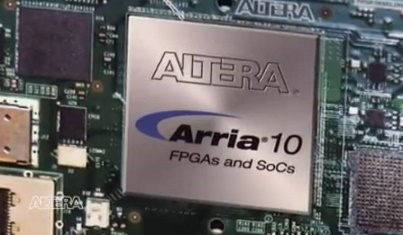 ALTERA
ALTERA
Arria 10
FPGAs and SoCs
ALTERA